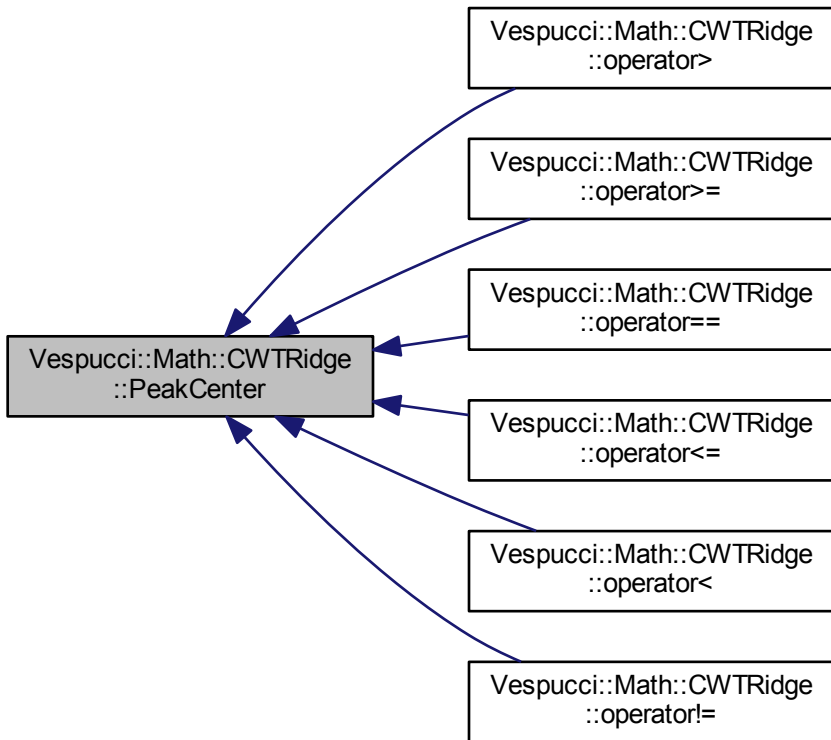 Vespucci::Math::CWTRidge
::operator>
Vespucci::Math::CWTRidge
::operator>=
Vespucci::Math::CWTRidge
::operator==
Vespucci::Math::CWTRidge
::PeakCenter
Vespucci::Math::CWTRidge
::operator<=
Vespucci::Math::CWTRidge
::operator<
Vespucci::Math::CWTRidge
::operator!=